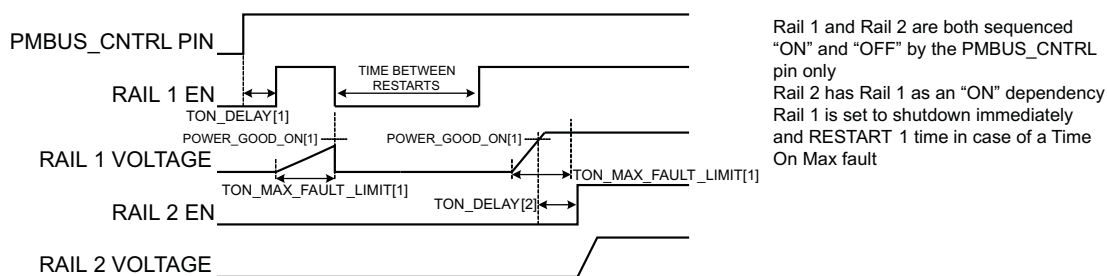 PMBUS_CNTRL PIN
RAIL 1 EN
TON_DELAY[1]
TIME BETWEEN
RESTARTS
POWER_GOOD_ON[1]
POWER_GOOD_ON[1]
RAIL 1 VOLTAGE
TON_MAX_FAULT_LIMIT[1]
TON_MAX_FAULT_LIMIT[1]
TON_DELAY[2]
RAIL 2 EN
RAIL 2 VOLTAGE
Rail 1 and Rail 2 are both sequenced
“ON” and “OFF” by the PMBUS_CNTRL
pin only
Rail 2 has Rail 1 as an “ON” dependency
Rail 1 is set to shutdown immediately
and RESTART 1 time in case of a Time
On Max fault